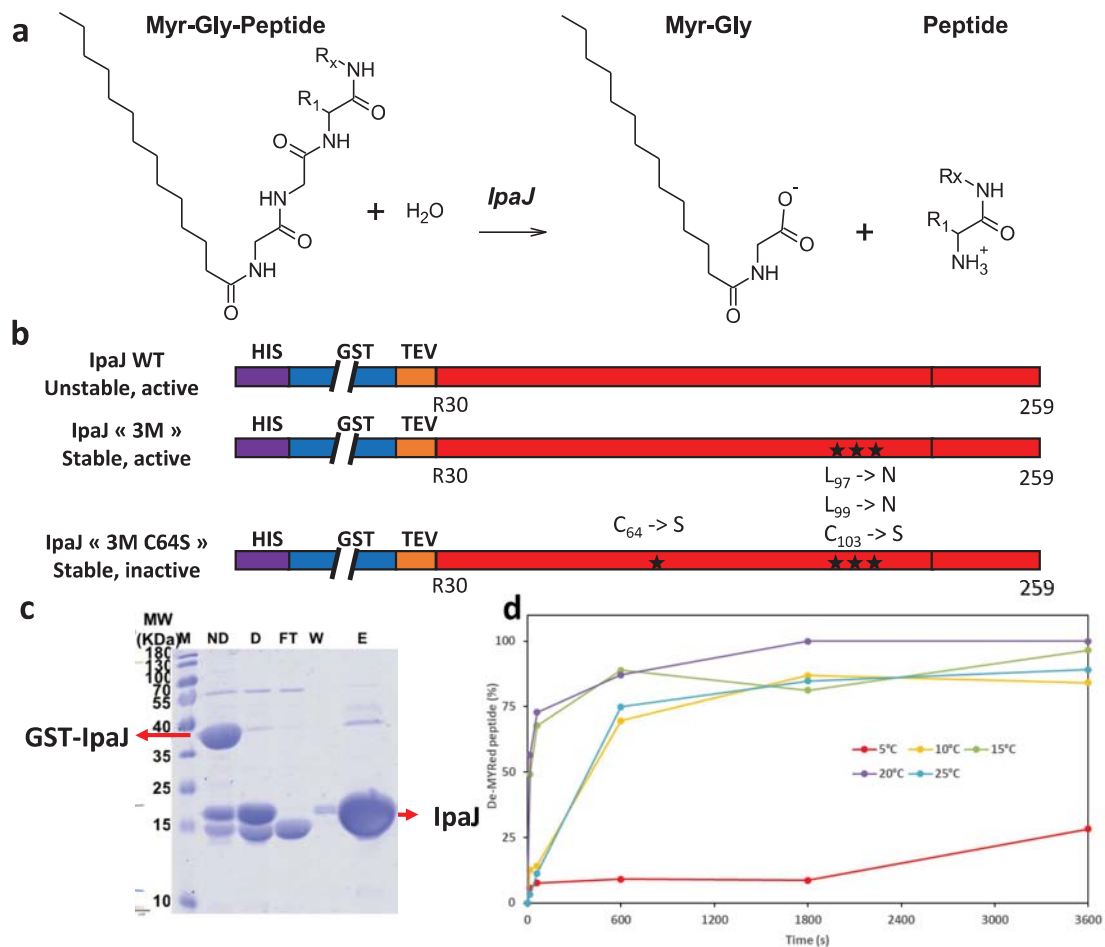 a
Myr-Gly-Peptide
Myr-Gly
Peptide
Rx
NH
R1
O
O
NH
NH
O
NH
O
+ H2O
IpaJ
O-
O
NH
O
+
Rx
NH
R1
O
NH3+
b
HIS GST TEV
IpaJ WT
Unstable, active
R30
259
HIS GST TEV
IpaJ « 3M »
Stable, active
R30
259
L97 -> N
L99 -> N
C64 -> S
C103 -> S
HIS GST TEV
IpaJ « 3M C64S »
Stable, inactive
R30
259
c
MW
(KDa) M ND D FT W E
180
130
100
70
55
40
35
25
15
10
GST-IpaJ
IpaJ
d
De-MYRed peptide (%)
100
75
50
25
0
5°C 10°C 15°C
20°C 25°C
0 600 1200 1800 2400 3000 3600
Time (s)